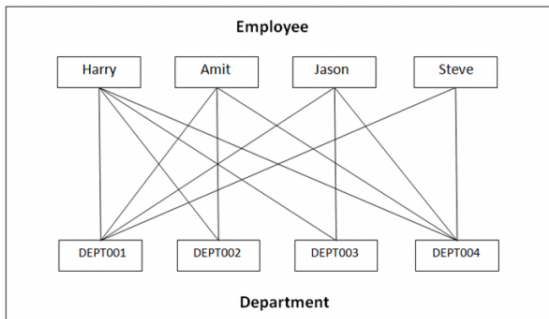 Employee
Harry Amit Jason Steve
DEPT001 DEPT002 DEPT003 DEPT004
Department